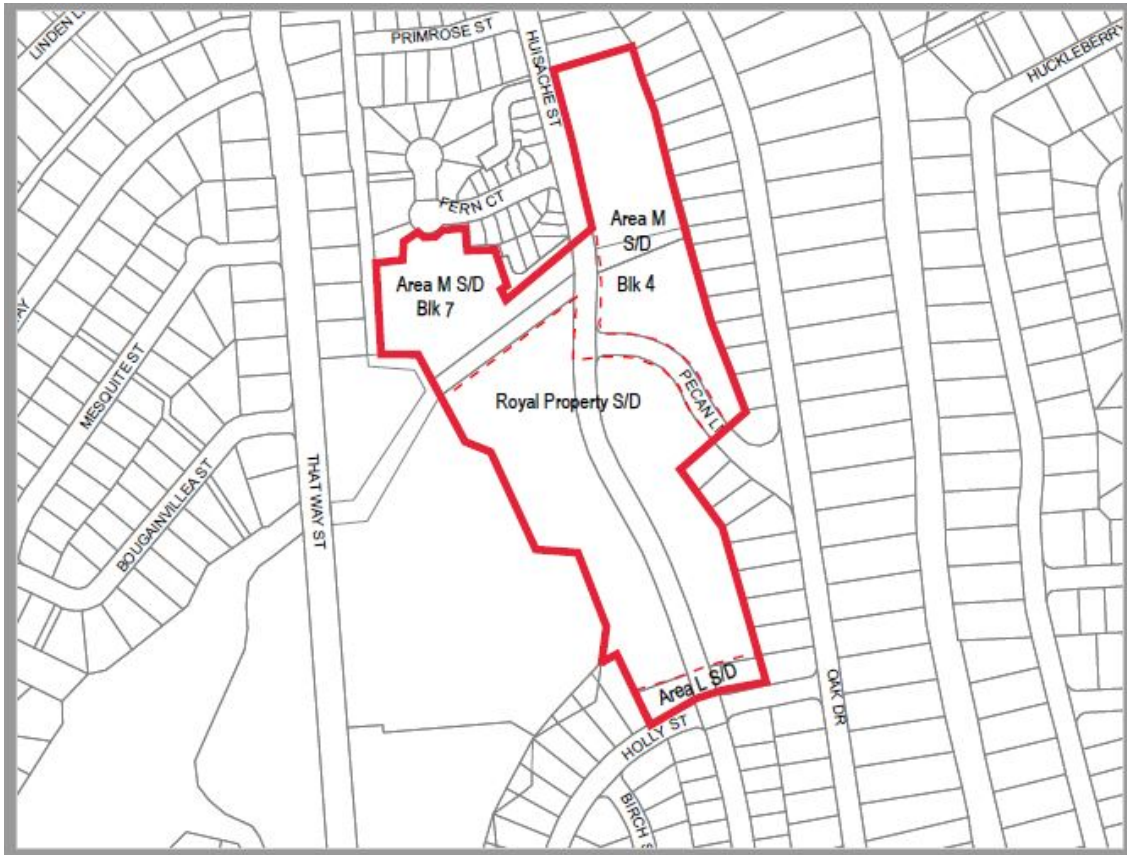 LINDEN
PRIMROSE ST
HUISACHE ST
HUCKLEBERRY
FERN CT
Area M
S/D
Area M S/D
Blk 7
Blk 4
WAY
MESQUITE ST
PECAN L
Royal Property S/D
BOUGAINVILLEA ST
THAT WAY ST
Area L S/D
OAK DR
HOLLY ST
BIRCH